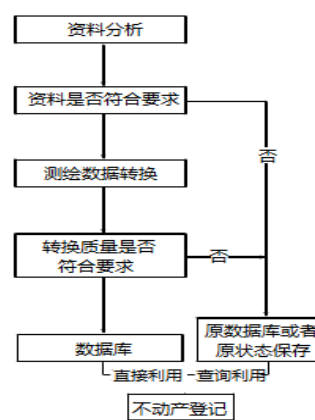 资料分析
资料是否符合要求
否
测绘数据转换
转换质量是否
符合要求
否
数据库
原数据库或者
原状态保存
直接利用
查询利用
不动产登记